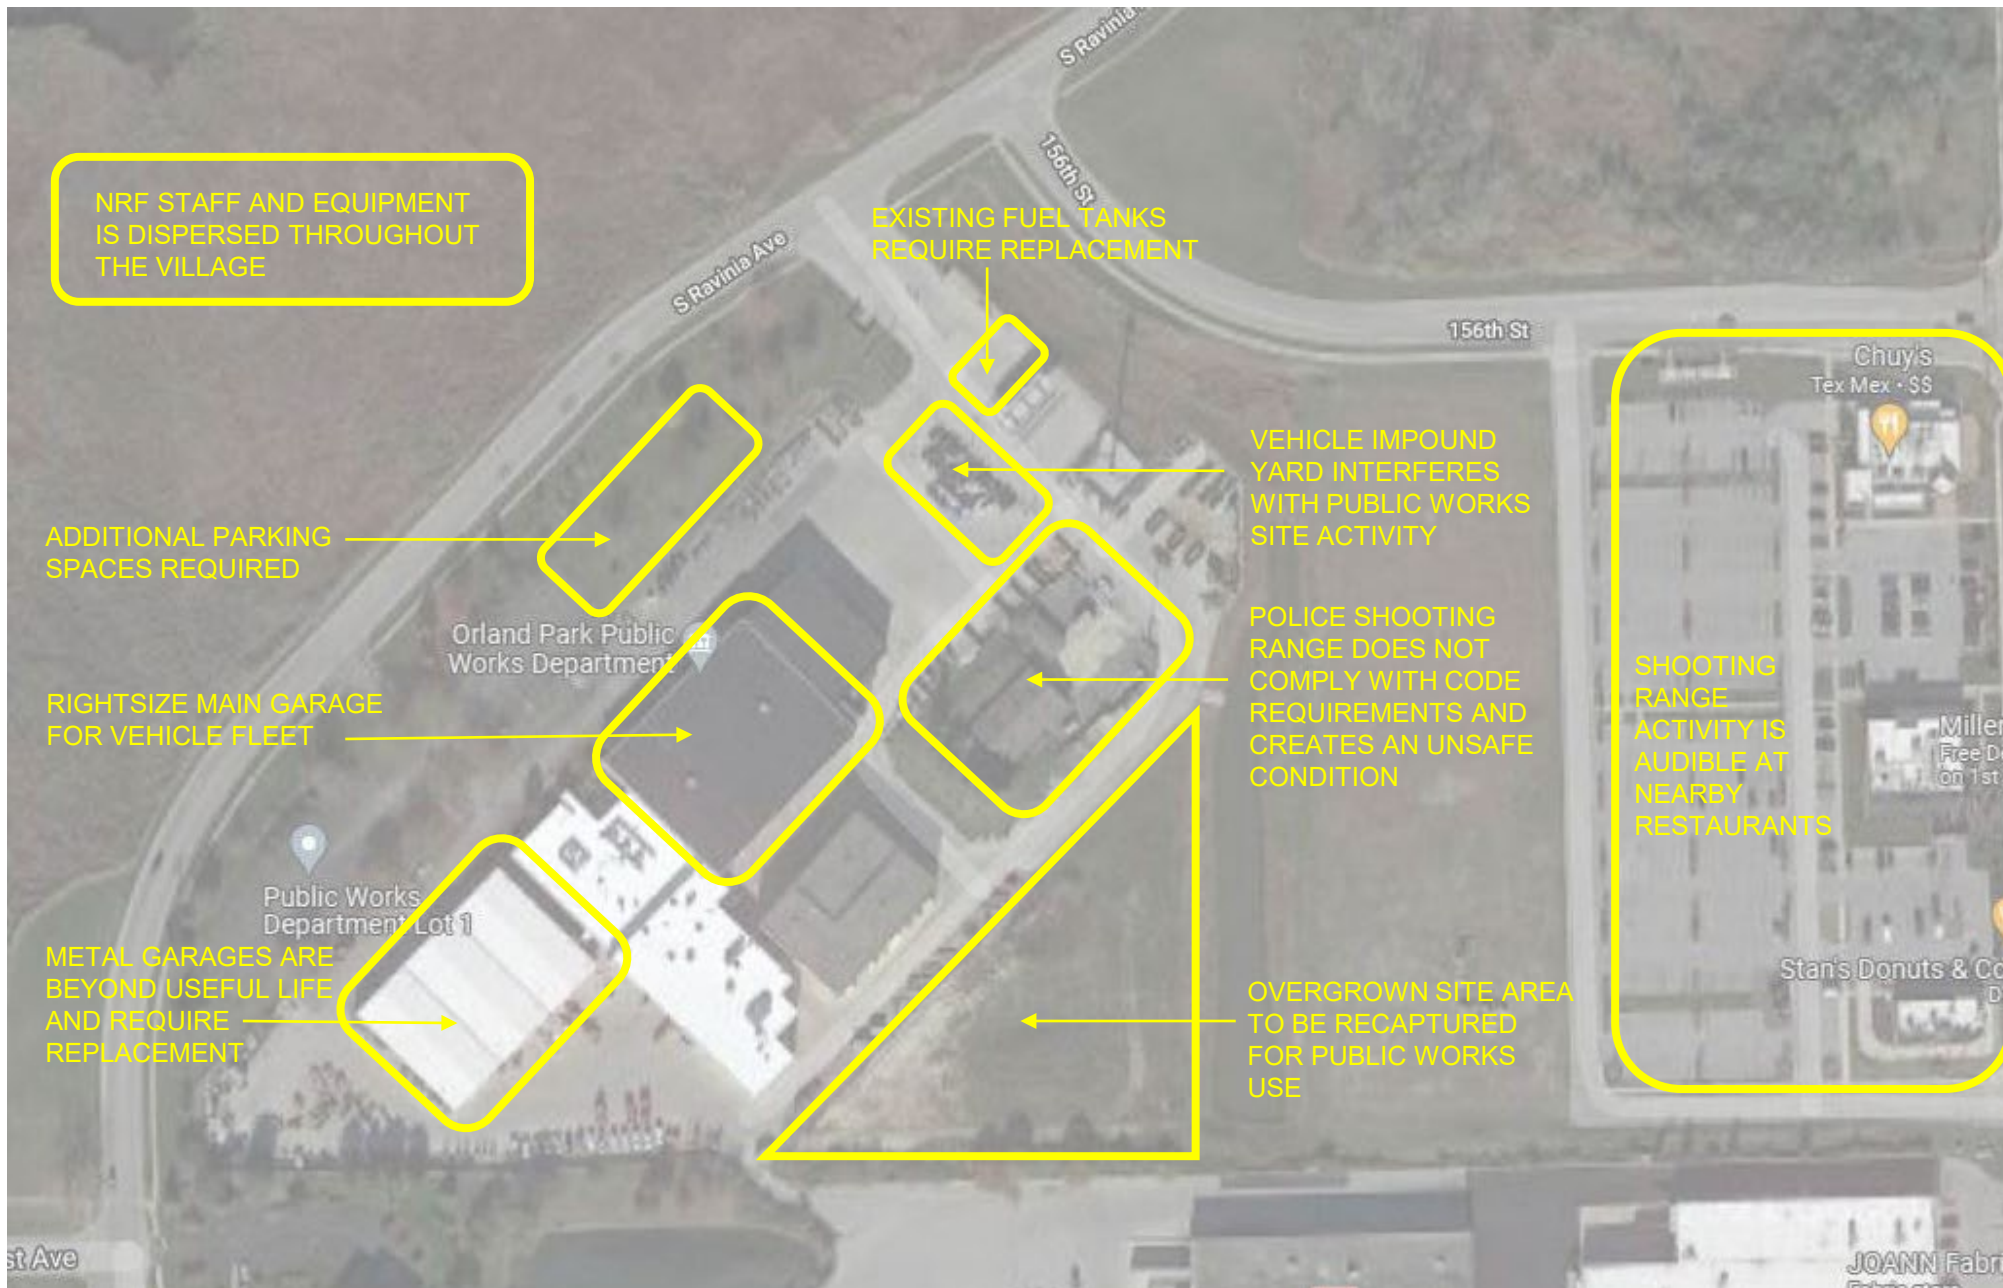 S Ravinia
156th St
NRF STAFF AND EQUIPMENT
IS DISPERSED THROUGHOUT
THE VILLAGE
EXISTING FUEL TANKS
REQUIRE REPLACEMENT
S Ravinia Ave
156th St
Chuy's
Tex Mex • $$
VEHICLE IMPOUND
YARD INTERFERES
WITH PUBLIC WORKS
SITE ACTIVITY
ADDITIONAL PARKING
SPACES REQUIRED
Orland Park Public
Works Department
POLICE SHOOTING
RANGE DOES NOT
COMPLY WITH CODE
REQUIREMENTS AND
CREATES AN UNSAFE
CONDITION
SHOOTING
RANGE
ACTIVITY IS
AUDIBLE AT
NEARBY
RESTAURANTS
RIGHTSIZE MAIN GARAGE
FOR VEHICLE FLEET
Miller
Free De
on 1st
Public Works
Department Lot 1
METAL GARAGES ARE
BEYOND USEFUL LIFE
AND REQUIRE
REPLACEMENT
Stan's Donuts & Co
D
OVERGROWN SITE AREA
TO BE RECAPTURED
FOR PUBLIC WORKS
USE
st Ave
JOANN Fabri